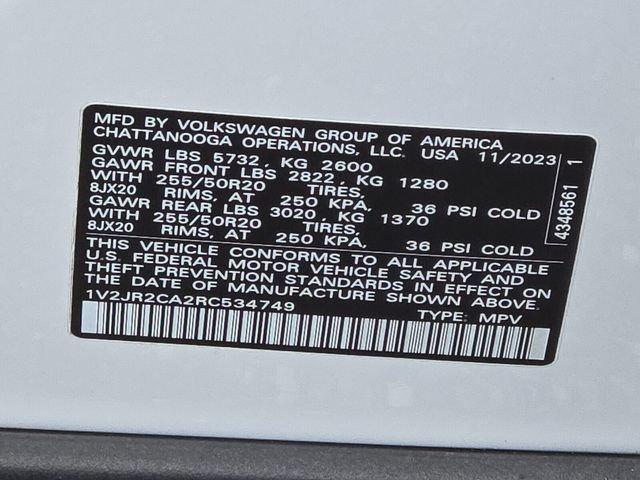 MFD BY VOLKSWAGEN GROUP OF AMERICA
CHATTANOOGA OPERATIONS, LLC. USA 11/2023
GVWR LBS 5732, KG 2600
GAWR FRONT LBS 2822, KG 1280
WITH 255/50R20 TIRES,
8JX20 RIMS, AT 250 KPA, 36 PSI COLD
GAWR REAR LBS 3020, KG 1370
WITH 255/50R20 TIRES,
8JX20 RIMS, AT 250 KPA, 36 PSI COLD
THIS VEHICLE CONFORMS TO ALL APPLICABLE
U.S. FEDERAL MOTOR VEHICLE SAFETY AND
THEFT PREVENTION STANDARDS IN EFFECT ON
THE DATE OF MANUFACTURE SHOWN ABOVE.
1V2JR2CA2RC534749 TYPE: MPV
4348561 1